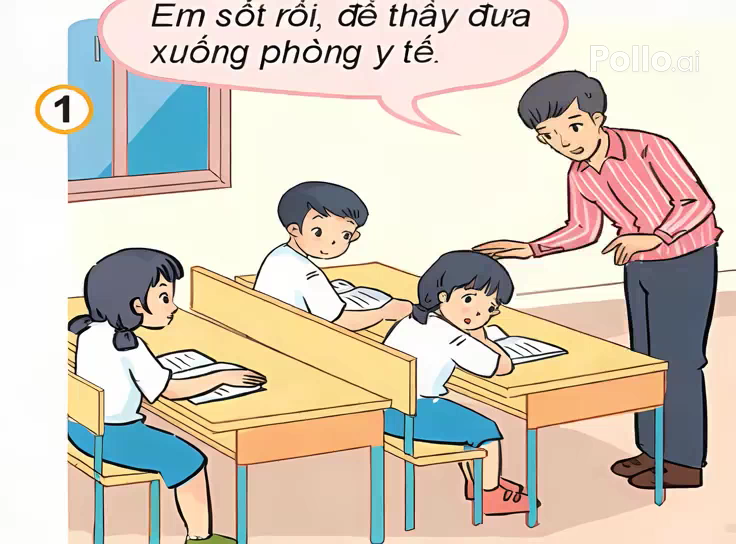 Em sốt rồi, để thầy đưa
xuống phòng y tế.
Pollo.ai
1